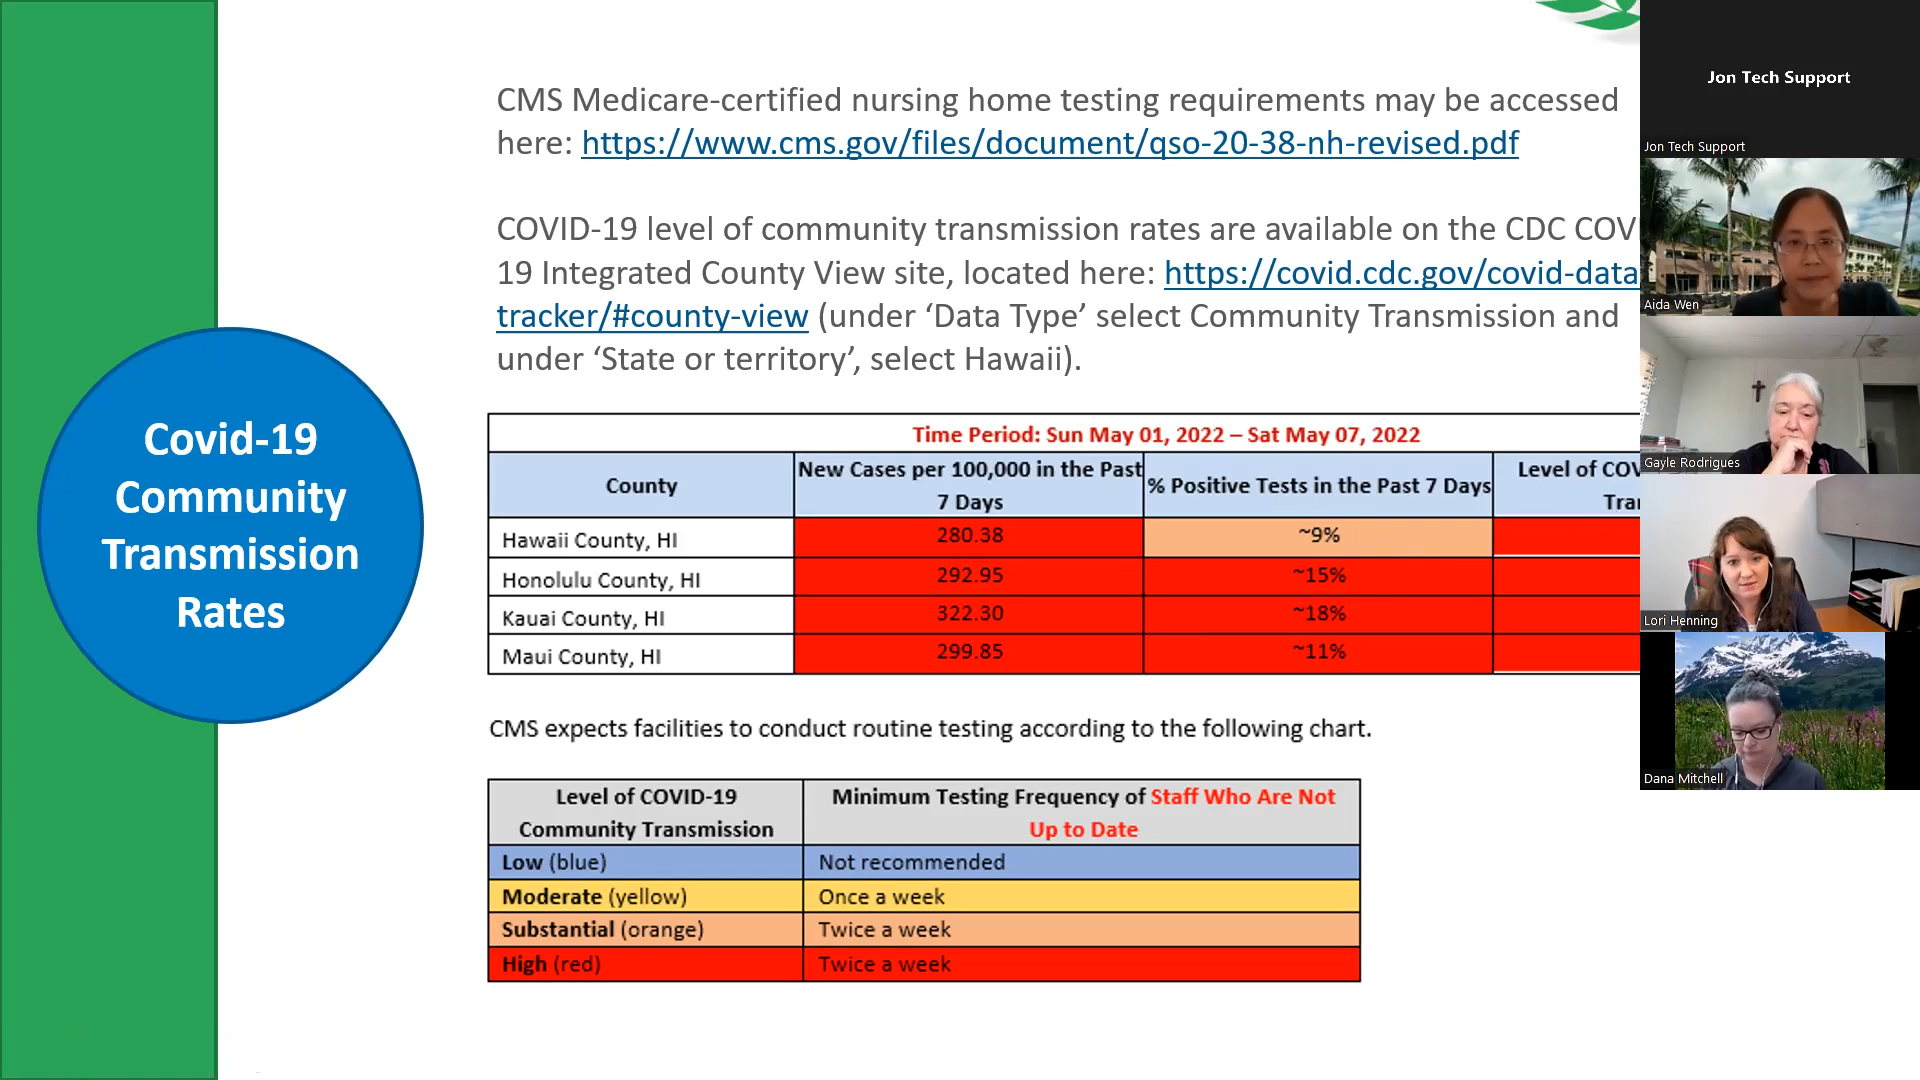 CMS Medicare-certified nursing home testing requirements may be accessed
here: https://www.cms.gov/files/document/qso-20-38-nh-revised.pdf
COVID-19 level of community transmission rates are available on the CDC COV
19 Integrated County View site, located here: https://covid.cdc.gov/covid-data
tracker/#county-view (under ‘Data Type’ select Community Transmission and
under ‘State or territory’, select Hawaii).
Covid-19
Community
Transmission
Rates
Time Period: Sun May 01, 2022 – Sat May 07, 2022
County
New Cases per 100,000 in the Past
7 Days
% Positive Tests in the Past 7 Days
Level of COV
Tra
Hawaii County, HI 280.38 ~9%
Honolulu County, HI 292.95 ~15%
Kauai County, HI 322.30 ~18%
Maui County, HI 299.85 ~11%
CMS expects facilities to conduct routine testing according to the following chart.
Level of COVID-19
Community Transmission
Minimum Testing Frequency of Staff Who Are Not
Up to Date
Low (blue) Not recommended
Moderate (yellow) Once a week
Substantial (orange) Twice a week
High (red) Twice a week
Jon Tech Support
Jon Tech Support
Aida Wen
Gayle Rodrigues
Lori Henning
Dana Mitchell